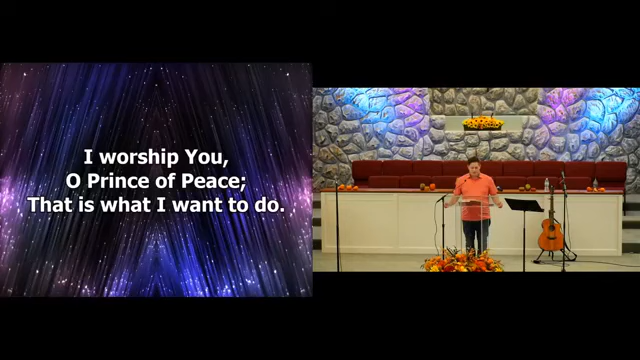 I worship You,
O Prince of Peace;
That is what I want to do.